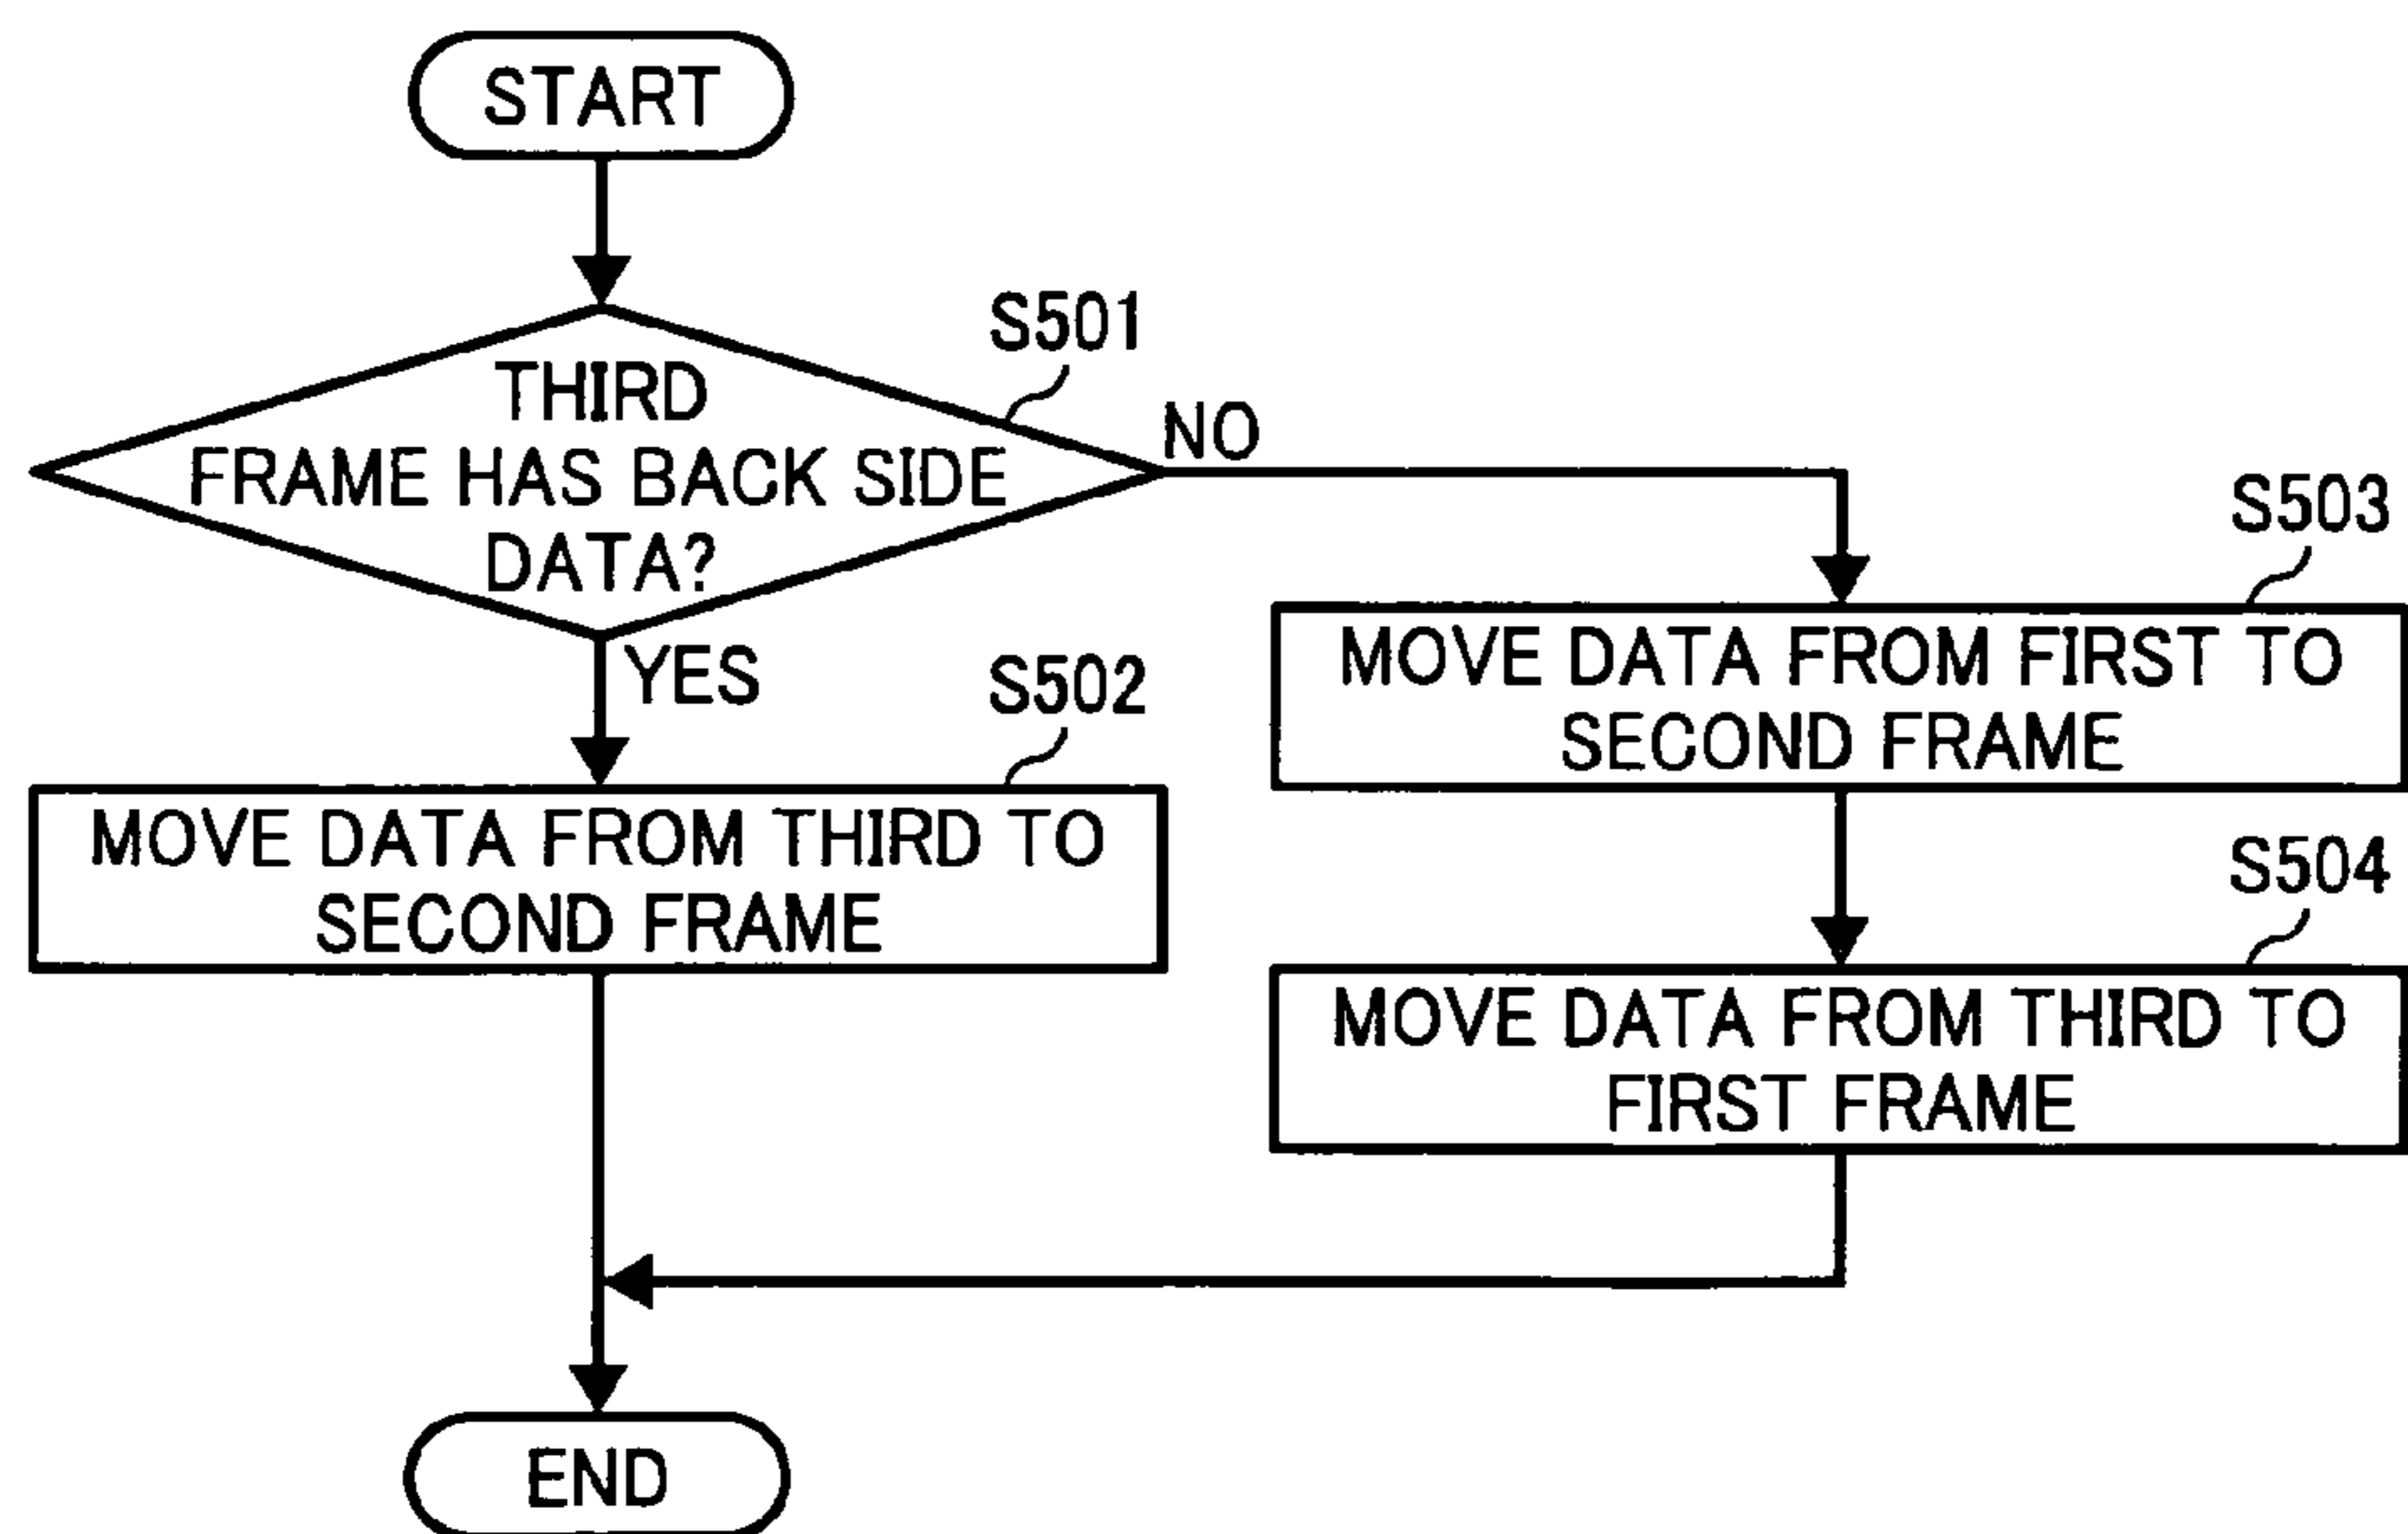 START
S501
THIRD
FRAME HAS BACK SIDE
DATA?
NO
YES
S502
MOVE DATA FROM THIRD TO
SECOND FRAME
S503
MOVE DATA FROM FIRST TO
SECOND FRAME
S504
MOVE DATA FROM THIRD TO
FIRST FRAME
END